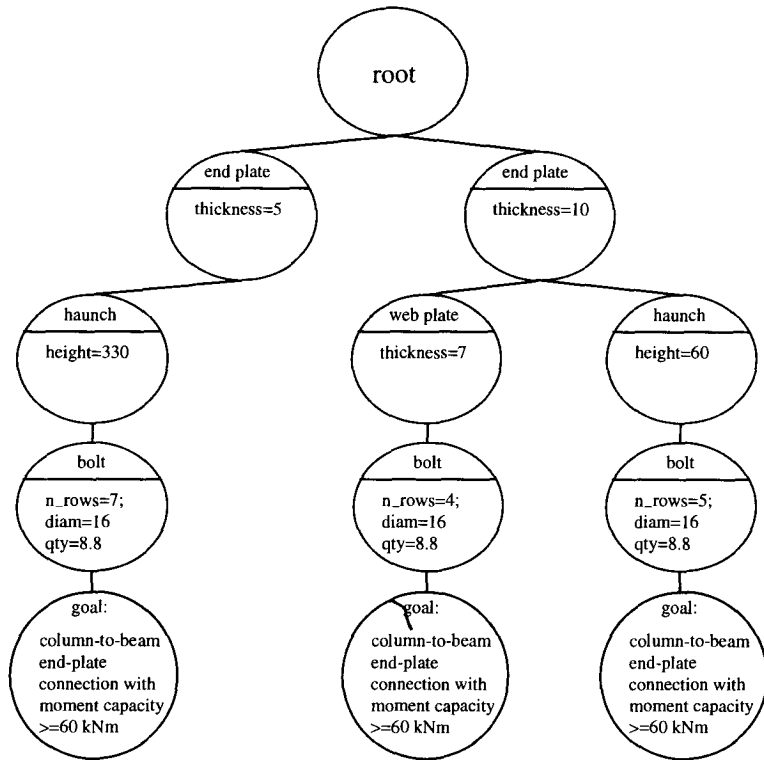 root
end plate
thickness=5
end plate
thickness=10
haunch
height=330
web plate
thickness=7
haunch
height=60
bolt
n_rows=7;
diam=16
qty=8.8
bolt
n_rows=4;
diam=16
qty=8.8
bolt
n_rows=5;
diam=16
qty=8.8
goal:
column-to-beam
end-plate
connection with
moment capacity
>=60 kNm
goal:
column-to-beam
end-plate
connection with
moment capacity
>=60 kNm
goal:
column-to-beam
end-plate
connection with
moment capacity
>=60 kNm